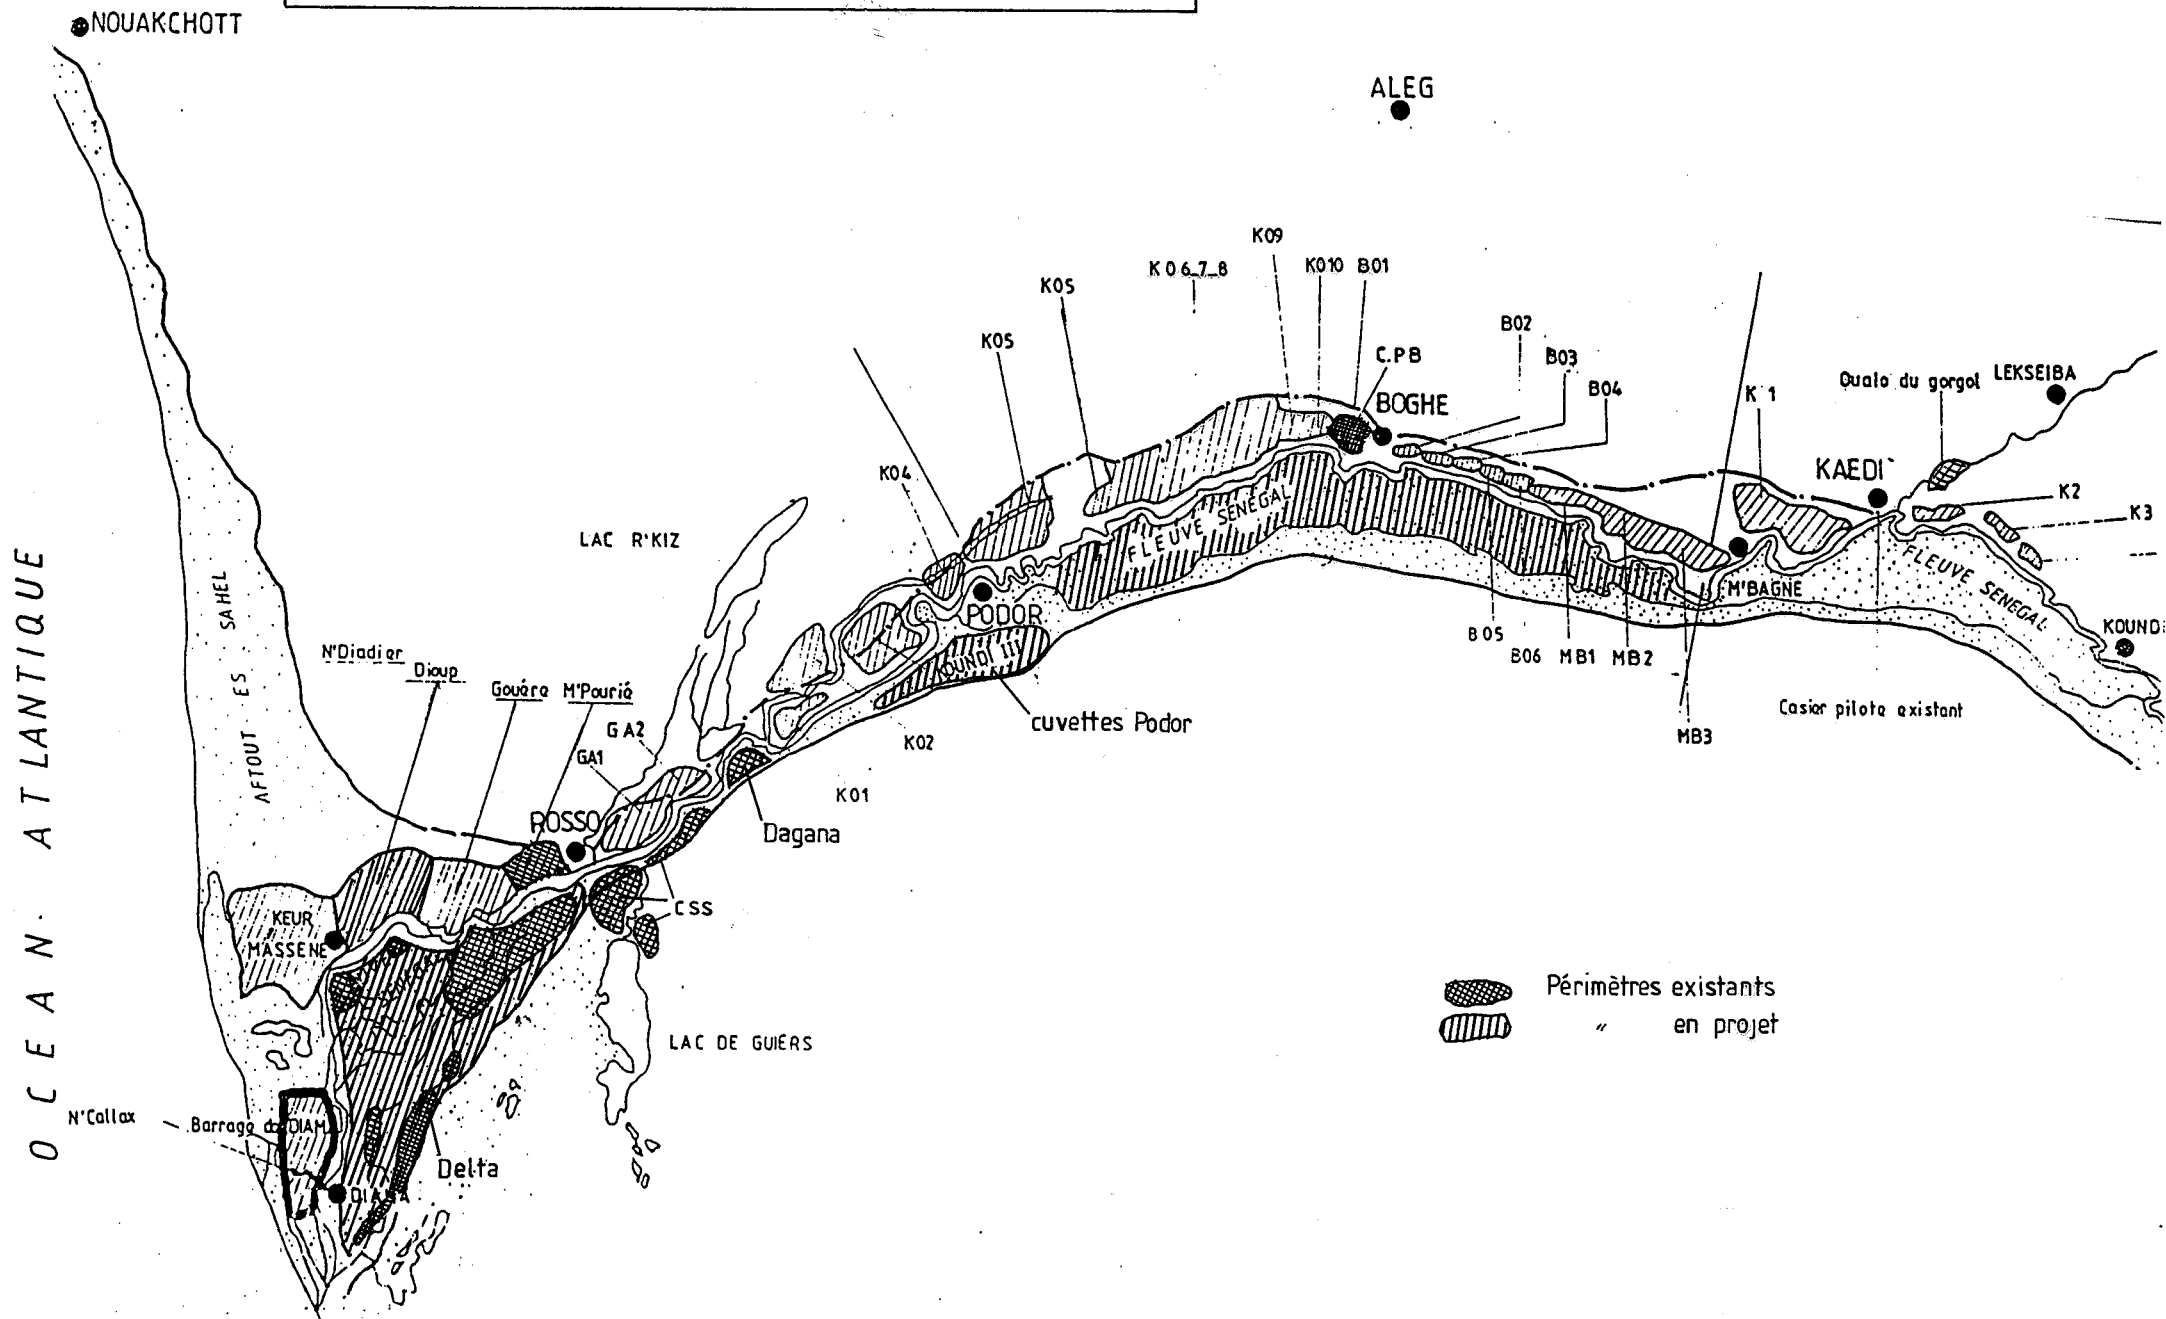 NOUAKCHOTT
ALEG
K09
K06_7_8
K010
B01
K05
B02
K05
C.PB
B03
B04
BOGHE
K 1
Oualo du gorgol
LEKSEIBA
KAEDI
K04
K2
K3
FLEUVE SENEGAL
FLEUVE SENEGAL
LAC R'KIZ
OCEAN. ATLANTIQUE
AFTOUT ES SAHEL
PODOR
M'BAGNE
B05
B06
MB1
MB2
N'Diadier
Dioup
Gouére
M'Pourié
GA2
GA1
cuvettes Podor
K02
K01
Casier pilote existant
MB3
ROSSO
Dagana
CSS
KEUR
MASSENE
Périmètres existants
" en projet
LAC DE GUIÉRS
N'Callax
Barrage de DIAMA
Delta
DIAMA